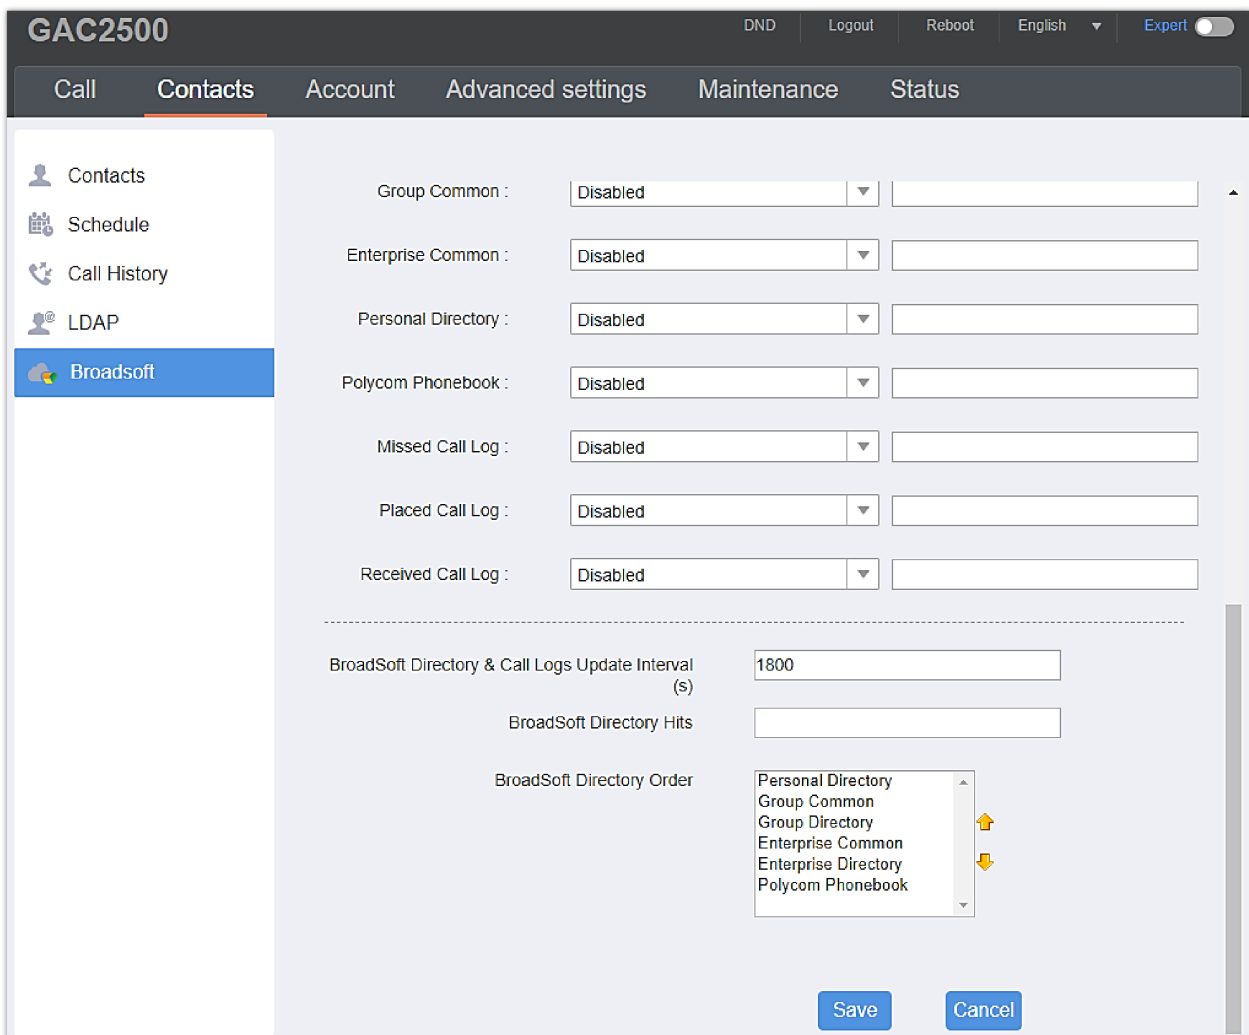 GAC2500
DND Logout Reboot English Expert
Call Contacts Account Advanced settings Maintenance Status
Contacts
Schedule
Call History
LDAP
Broadsoft
Group Common : Disabled
Enterprise Common : Disabled
Personal Directory : Disabled
Polycom Phonebook : Disabled
Missed Call Log : Disabled
Placed Call Log : Disabled
Received Call Log : Disabled
BroadSoft Directory & Call Logs Update Interval 1800
(s)
BroadSoft Directory Hits
BroadSoft Directory Order
Personal Directory
Group Common
Group Directory
Enterprise Common
Enterprise Directory
Polycom Phonebook
Save Cancel